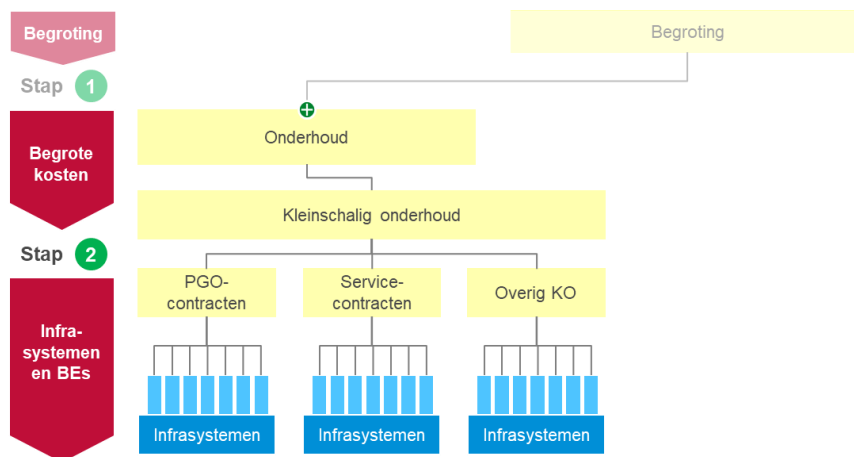 Begroting
Begroting
Stap 1
Onderhoud
Begrote
kosten
Kleinschalig onderhoud
Stap 2
PGO-
contracten
Service-
contracten
Overig KO
Infra-
systemen
en BEs
Infrasystemen
Infrasystemen
Infrasystemen